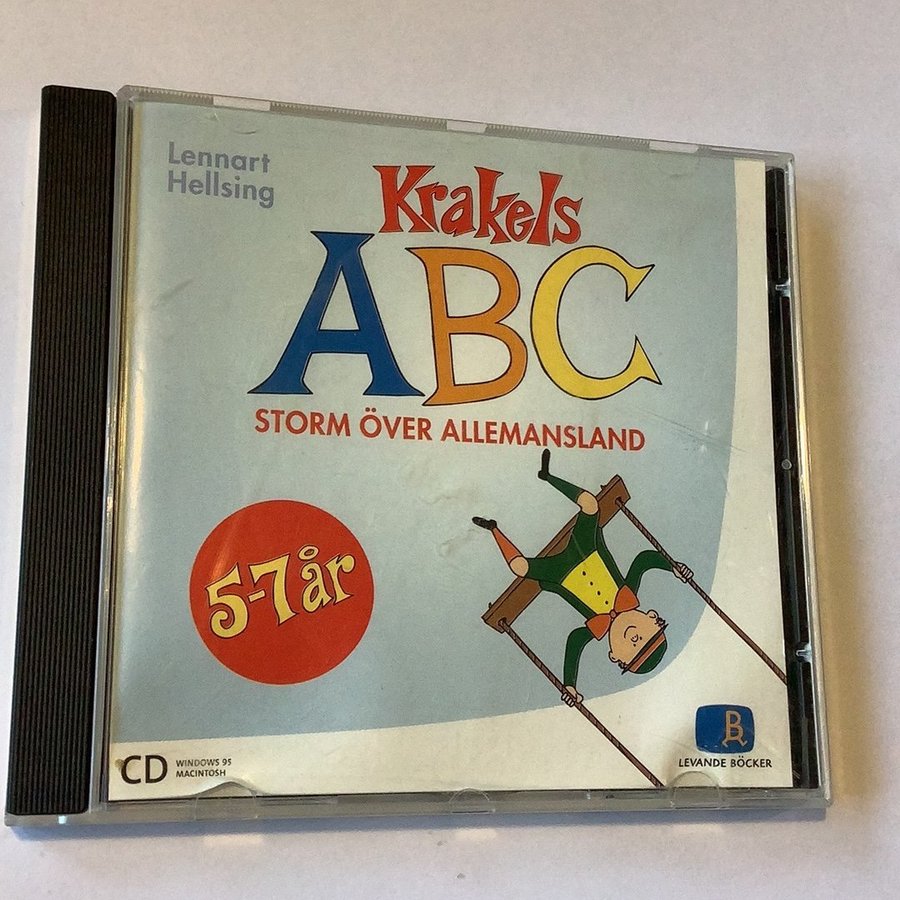 Lennart
Hellsing
Krakels
ABC
STORM ÖVER ALLEMANSLAND
5-7 år
CD
WINDOWS 95
MACINTOSH
B
LEVANDE BÖCKER